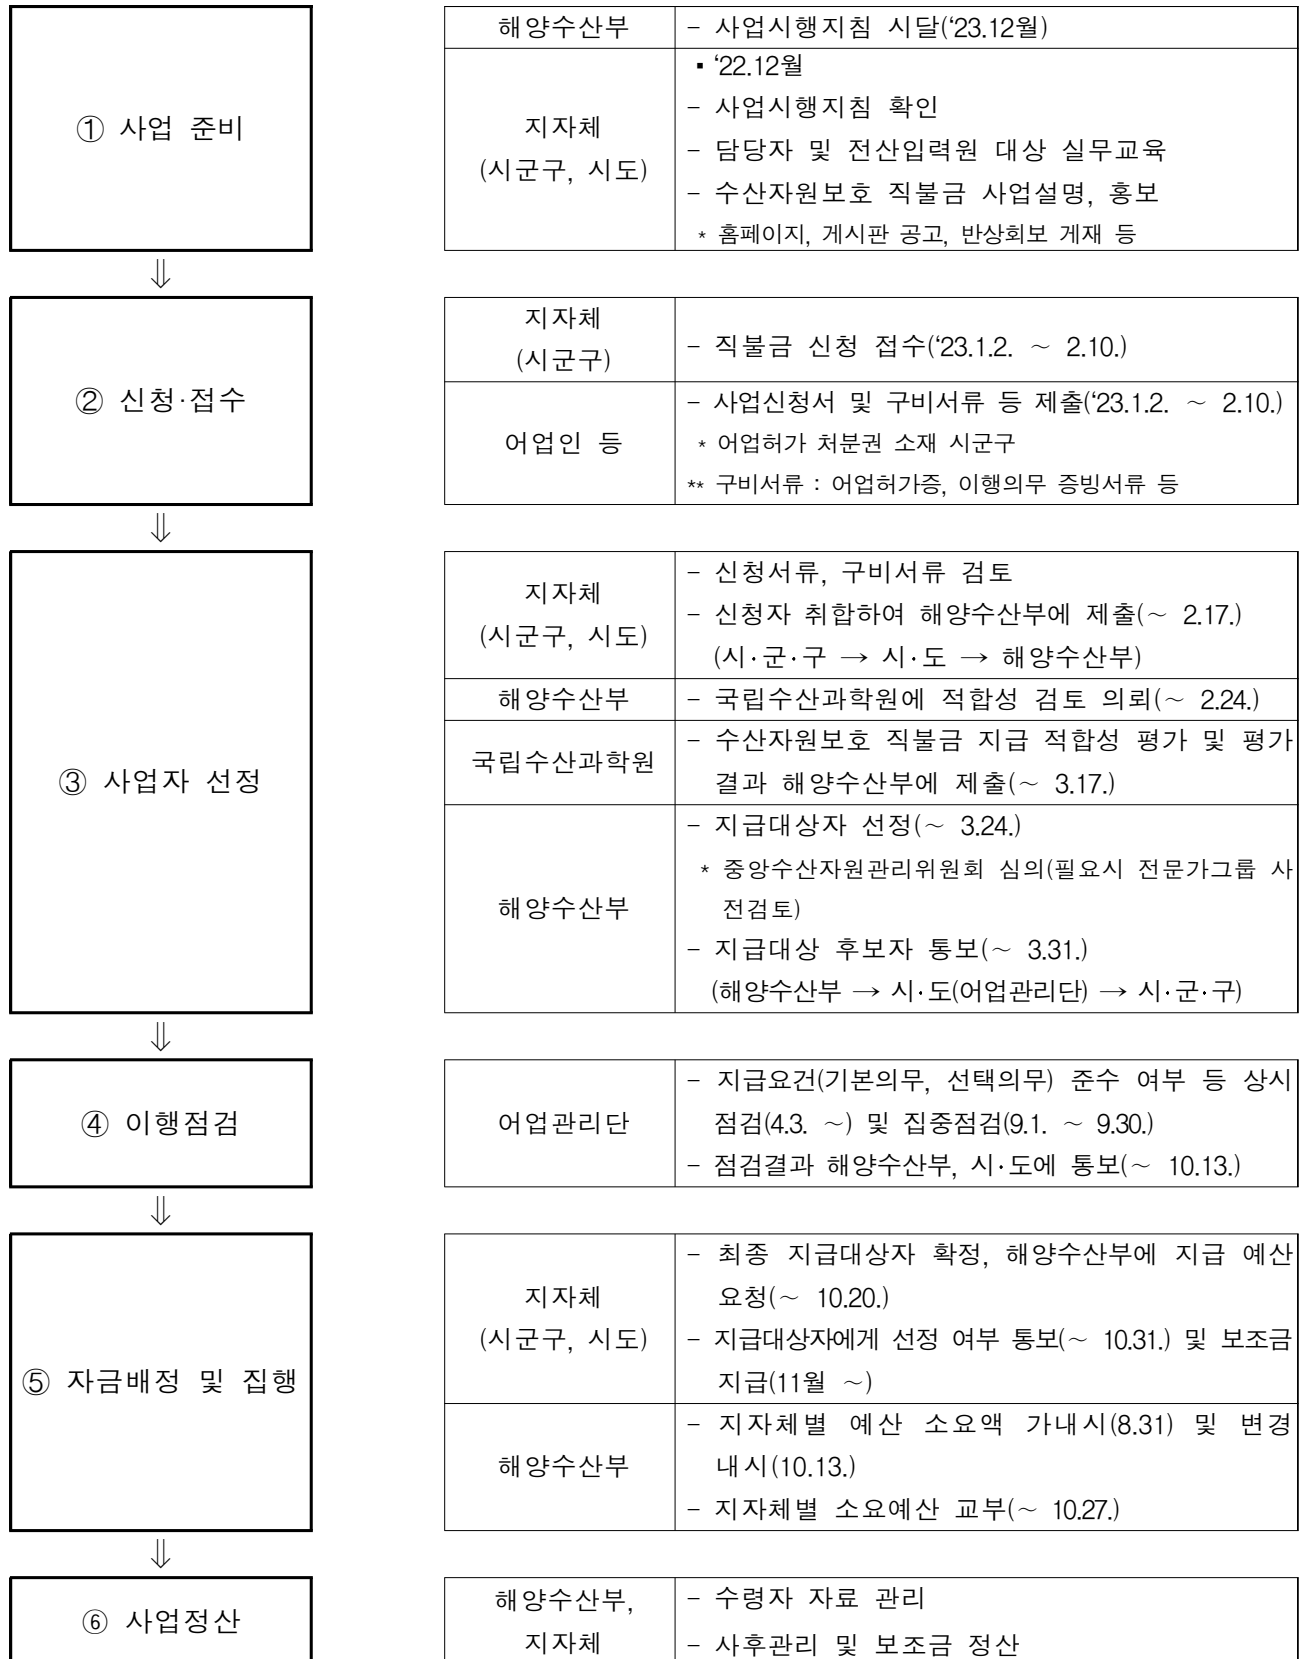 ① 사업 준비
해양수산부
- 사업시행지침 시달('23.12월)
지자체
(시군구, 시도)
▪ '22.12월
- 사업시행지침 확인
- 담당자 및 전산입력원 대상 실무교육
- 수산자원보호 직불금 사업설명, 홍보
* 홈페이지, 게시판 공고, 반상회보 게재 등
⇓
② 신청·접수
지자체
(시군구)
- 직불금 신청 접수('23.1.2. ~ 2.10.)
어업인 등
- 사업신청서 및 구비서류 등 제출('23.1.2. ~ 2.10.)
* 어업허가 처분권 소재 시군구
** 구비서류 : 어업허가증, 이행의무 증빙서류 등
⇓
③ 사업자 선정
지자체
(시군구, 시도)
- 신청서류, 구비서류 검토
- 신청자 취합하여 해양수산부에 제출(~ 2.17.)
(시·군·구 → 시·도 → 해양수산부)
해양수산부
- 국립수산과학원에 적합성 검토 의뢰(~ 2.24.)
국립수산과학원
- 수산자원보호 직불금 지급 적합성 평가 및 평가
결과 해양수산부에 제출(~ 3.17.)
해양수산부
- 지급대상자 선정(~ 3.24.)
* 중앙수산자원관리위원회 심의(필요시 전문가그룹 사
전검토)
- 지급대상 후보자 통보(~ 3.31.)
(해양수산부 → 시·도(어업관리단) → 시·군·구)
⇓
④ 이행점검
어업관리단
- 지급요건(기본의무, 선택의무) 준수 여부 등 상시
점검(4.3. ~) 및 집중점검(9.1. ~ 9.30.)
- 점검결과 해양수산부, 시·도에 통보(~ 10.13.)
⇓
⑤ 자금배정 및 집행
지자체
(시군구, 시도)
- 최종 지급대상자 확정, 해양수산부에 지급 예산
요청(~ 10.20.)
- 지급대상자에게 선정 여부 통보(~ 10.31.) 및 보조금
지급(11월 ~)
해양수산부
- 지자체별 예산 소요액 가내시(8.31) 및 변경
내시(10.13.)
- 지자체별 소요예산 교부(~ 10.27.)
⇓
⑥ 사업정산
해양수산부,
지자체
- 수령자 자료 관리
- 사후관리 및 보조금 정산